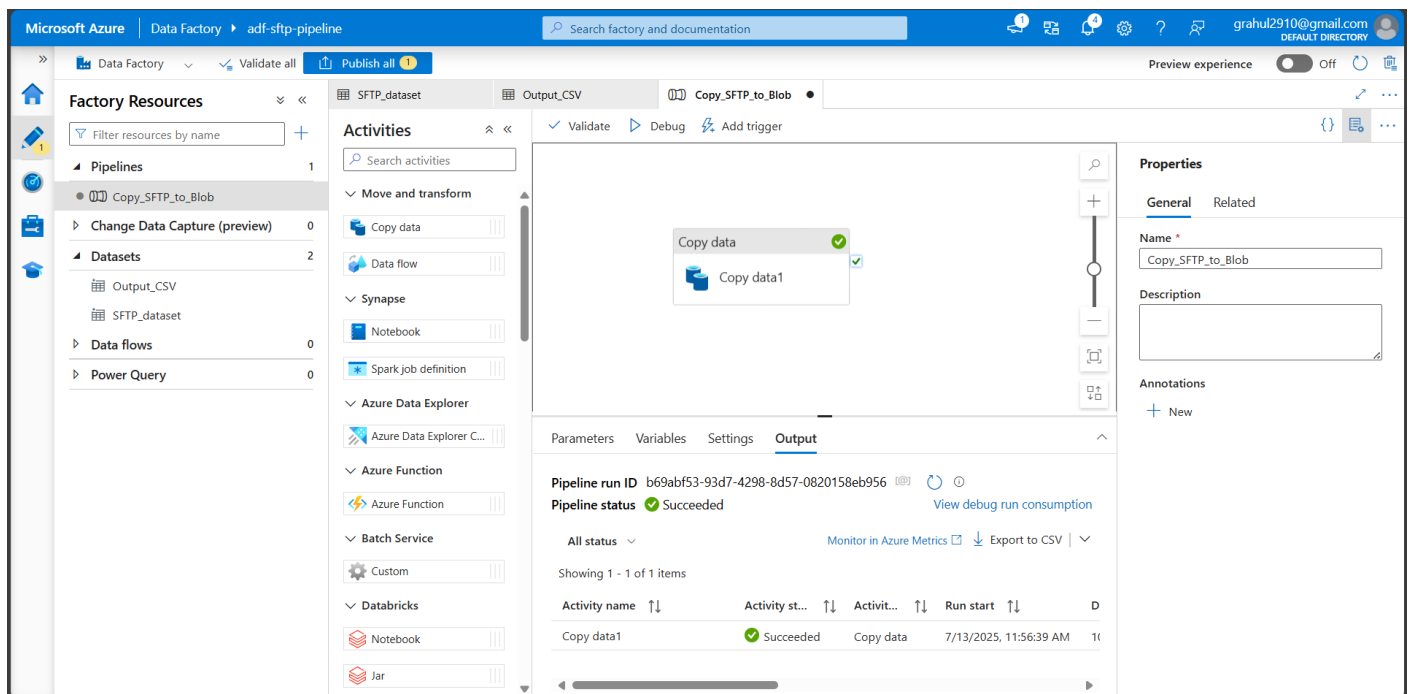 Microsoft Azure Data Factory adf-sftp-pipeline Search factory and documentation 1 4 ? grahul2910@gmail.com
DEFAULT DIRECTORY
» Data Factory Validate all Publish all 1 Preview experience Off
Factory Resources
Filter resources by name
1
Pipelines 1
Copy_SFTP_to_Blob
Change Data Capture (preview) 0
Datasets 2
Output_CSV
SFTP_dataset
Data flows 0
Power Query 0
SFTP_dataset Output_CSV Copy_SFTP_to_Blob
Activities
Search activities
Move and transform
Copy data
Data flow
Synapse
Notebook
Spark job definition
Azure Data Explorer
Azure Data Explorer C...
Azure Function
Azure Function
Batch Service
Custom
Databricks
Notebook
Jar
Validate Debug Add trigger {}
Copy data
Copy data1
Parameters Variables Settings Output
Pipeline run ID b69abf53-93d7-4298-8d57-0820158eb956
Pipeline status Succeeded View debug run consumption
All status Monitor in Azure Metrics Export to CSV
Showing 1 - 1 of 1 items
Activity name Activity st... Activit... Run start D
Copy data1 Succeeded Copy data 7/13/2025, 11:56:39 AM
Properties
General Related
Name *
Copy_SFTP_to_Blob
Description
Annotations
New